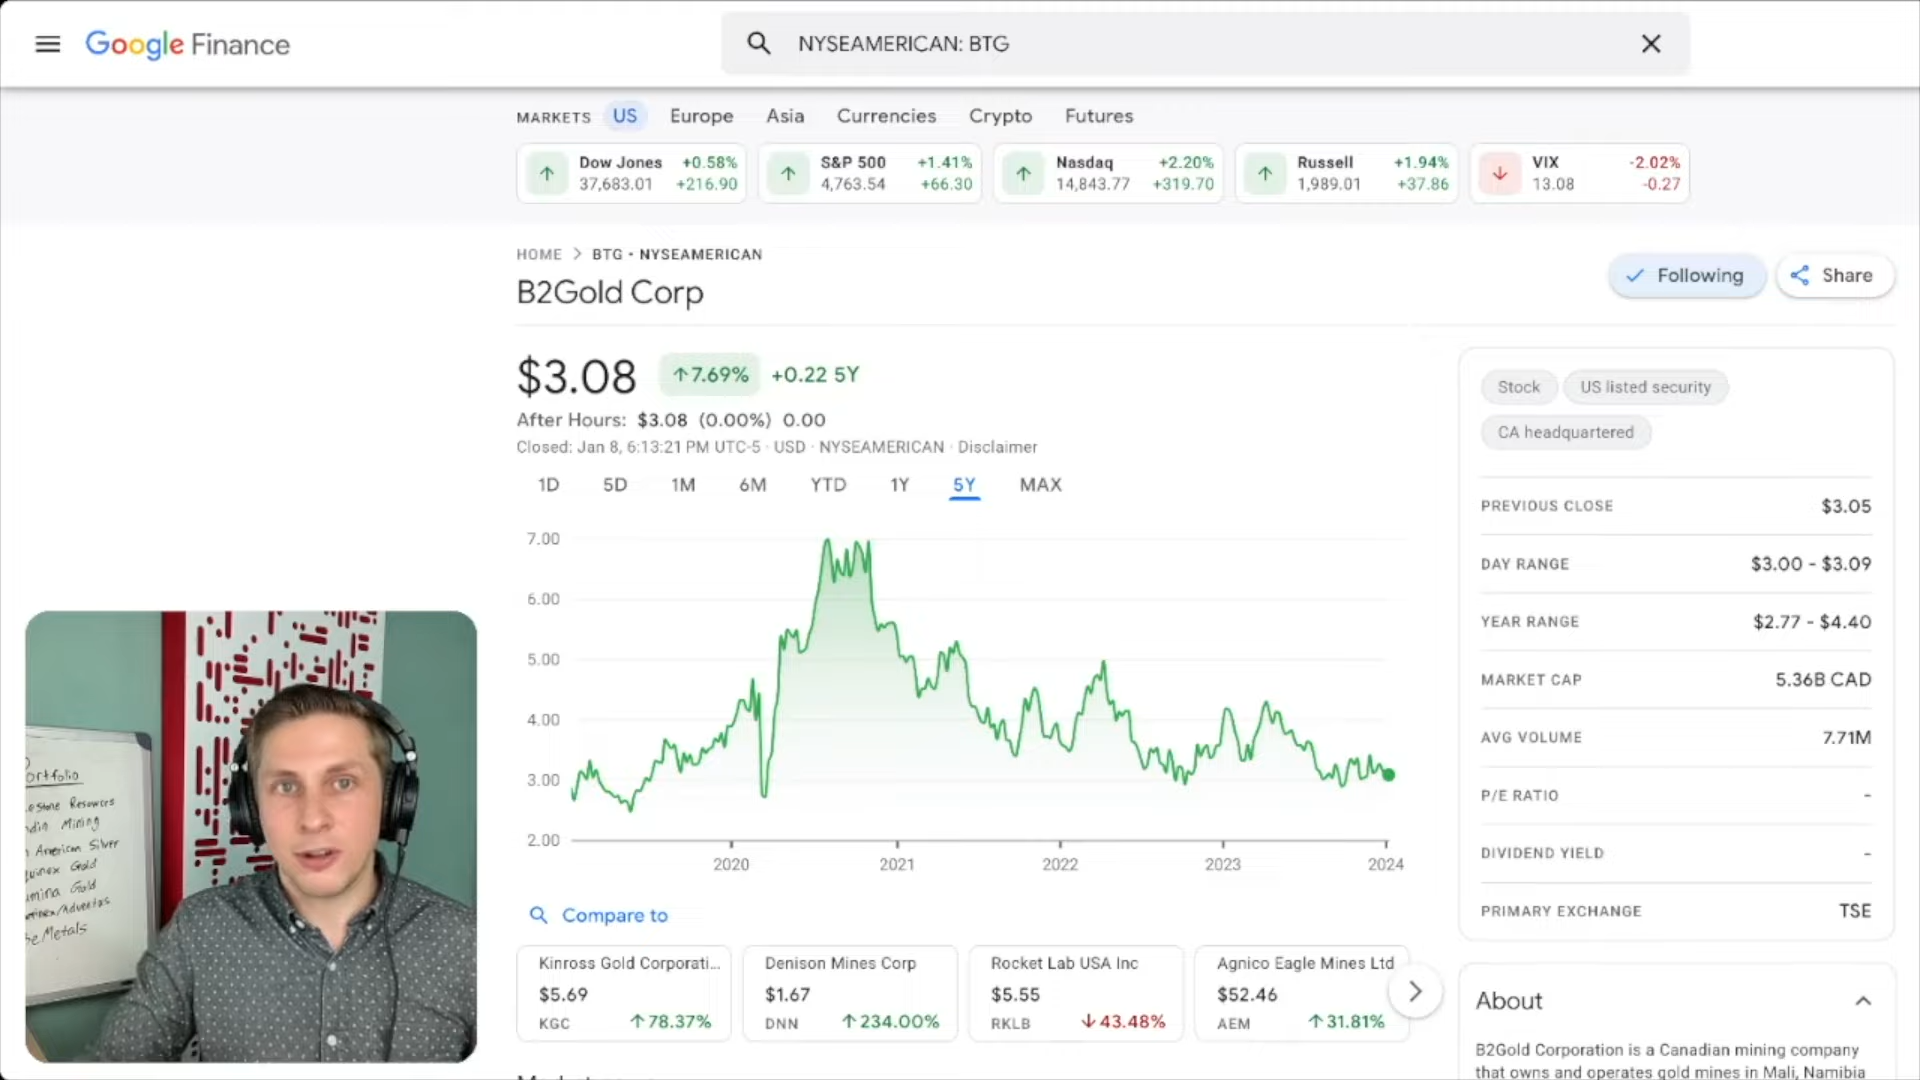 Google Finance
NYSEAMERICAN: BTG
MARKETS US Europe Asia Currencies Crypto Futures
Dow Jones +0.58%
37,683.01 +216.90
S&P 500 +1.41%
4,763.54 +66.30
Nasdaq +2.20%
14,843.77 +319.70
Russell +1.94%
1,989.01 +37.86
VIX -2.02%
13.08 -0.27
HOME > BTG • NYSEAMERICAN
B2Gold Corp
Following
Share
$3.08 ↑7.69% +0.22 5Y
After Hours: $3.08 (0.00%) 0.00
Closed: Jan 8, 6:13:21 PM UTC-5 · USD · NYSEAMERICAN · Disclaimer
1D 5D 1M 6M YTD 1Y 5Y MAX
7.00
6.00
5.00
4.00
3.00
2.00
2020 2021 2022 2023 2024
Compare to
Kinross Gold Corporati...
$5.69
KGC ↑78.37%
Denison Mines Corp
$1.67
DNN ↑234.00%
Rocket Lab USA Inc
$5.55
RKLB ↓43.48%
Agnico Eagle Mines Ltd
$52.46
AEM ↑31.81%
Stock US listed security
CA headquartered
PREVIOUS CLOSE $3.05
DAY RANGE $3.00 - $3.09
YEAR RANGE $2.77 - $4.40
MARKET CAP 5.36B CAD
AVG VOLUME 7.71M
P/E RATIO -
DIVIDEND YIELD -
PRIMARY EXCHANGE TSE
About
B2Gold Corporation is a Canadian mining company
that owns and operates gold mines in Mali, Namibia
ortfolio
Resources
Mining
American Silver
Gold
Gold
Metals